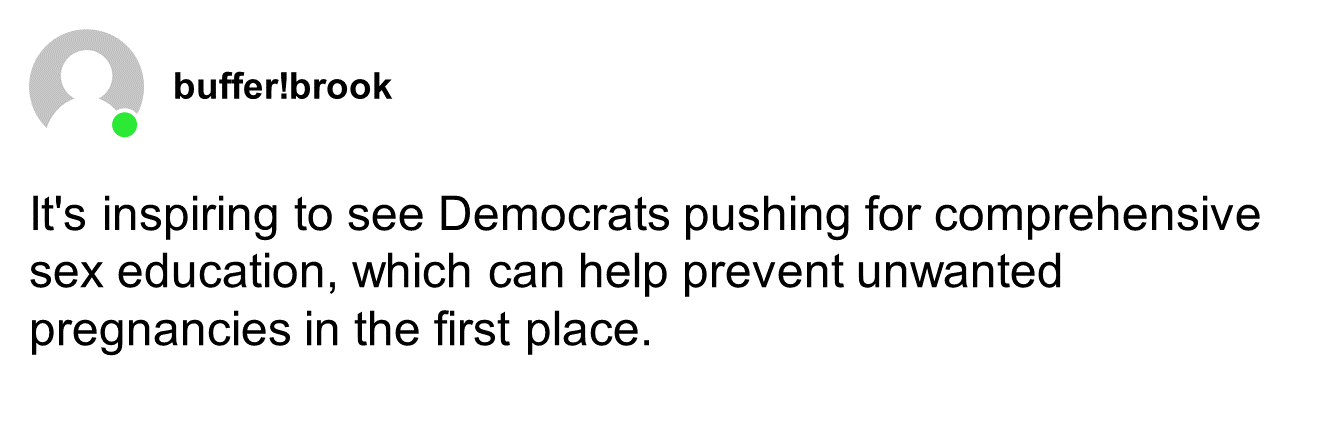 buffer!brook
It's inspiring to see Democrats pushing for comprehensive
sex education, which can help prevent unwanted
pregnancies in the first place.